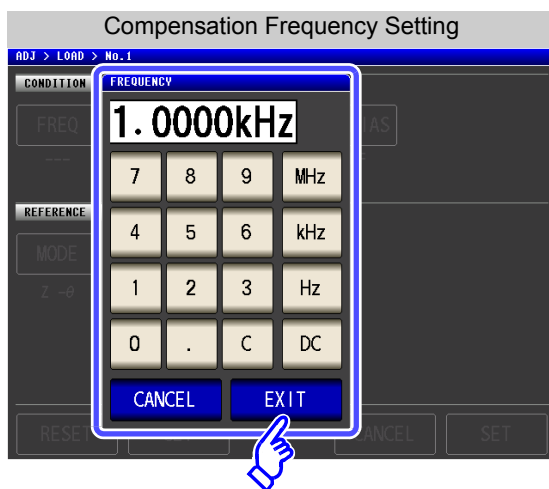 Compensation Frequency Setting
ADJ > LOAD > No.1
CONDITION
FREQUENCY
FREQ
1.0000kHz
IAS
---
7 8 9 MHz
REFERENCE
4 5 6 kHz
MODE
Z -θ
1 2 3 Hz
0 . C DC
CANCEL EXIT
RESET
CANCEL SET